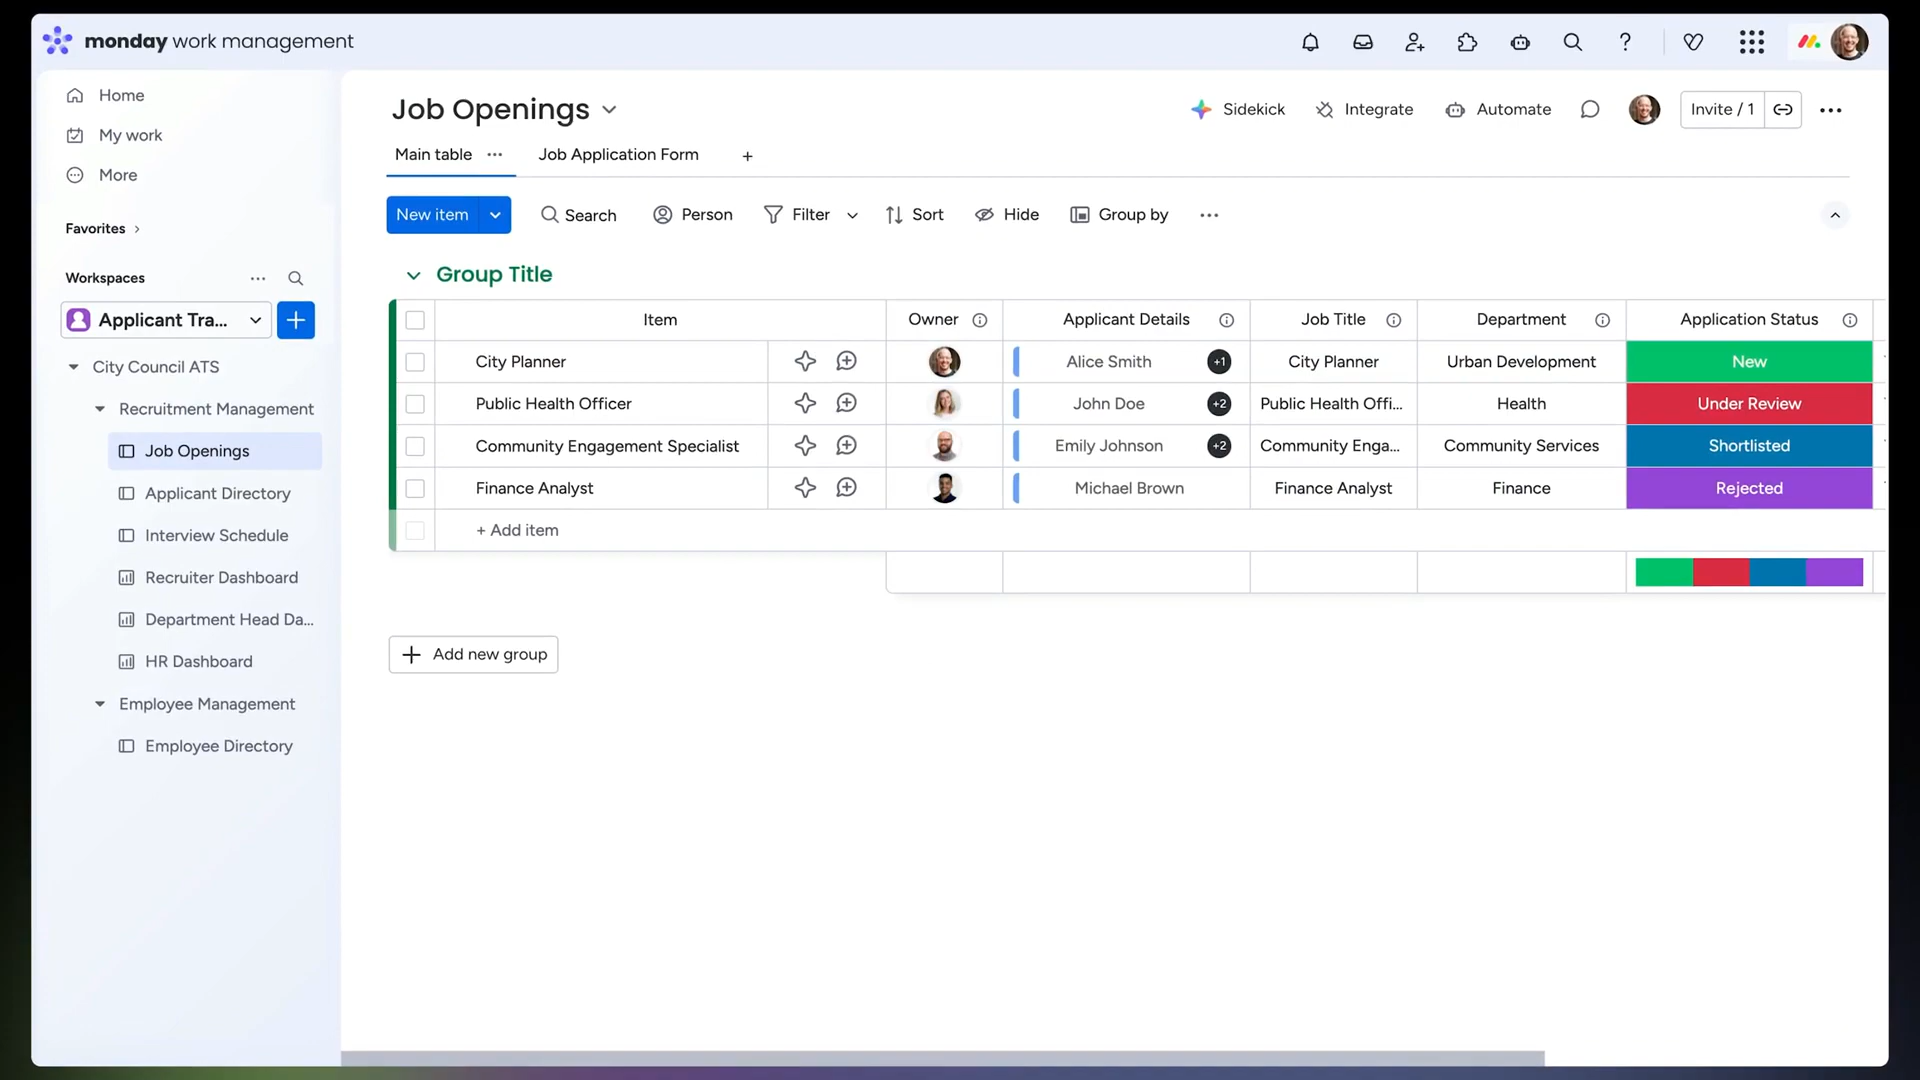 monday work management
Home
My work
More
Favorites
Workspaces
Applicant Tra...
City Council ATS
Recruitment Management
Job Openings
Applicant Directory
Interview Schedule
Recruiter Dashboard
Department Head Da...
HR Dashboard
Employee Management
Employee Directory
Job Openings
Sidekick
Integrate
Automate
Invite / 1
Main table
Job Application Form
New item
Search
Person
Filter
Sort
Hide
Group by
Group Title
Item Owner Applicant Details Job Title Department Application Status
City Planner Alice Smith +1 City Planner Urban Development New
Public Health Officer John Doe +2 Public Health Offi... Health Under Review
Community Engagement Specialist Emily Johnson +2 Community Enga... Community Services Shortlisted
Finance Analyst Michael Brown Finance Analyst Finance Rejected
+ Add item
Add new group